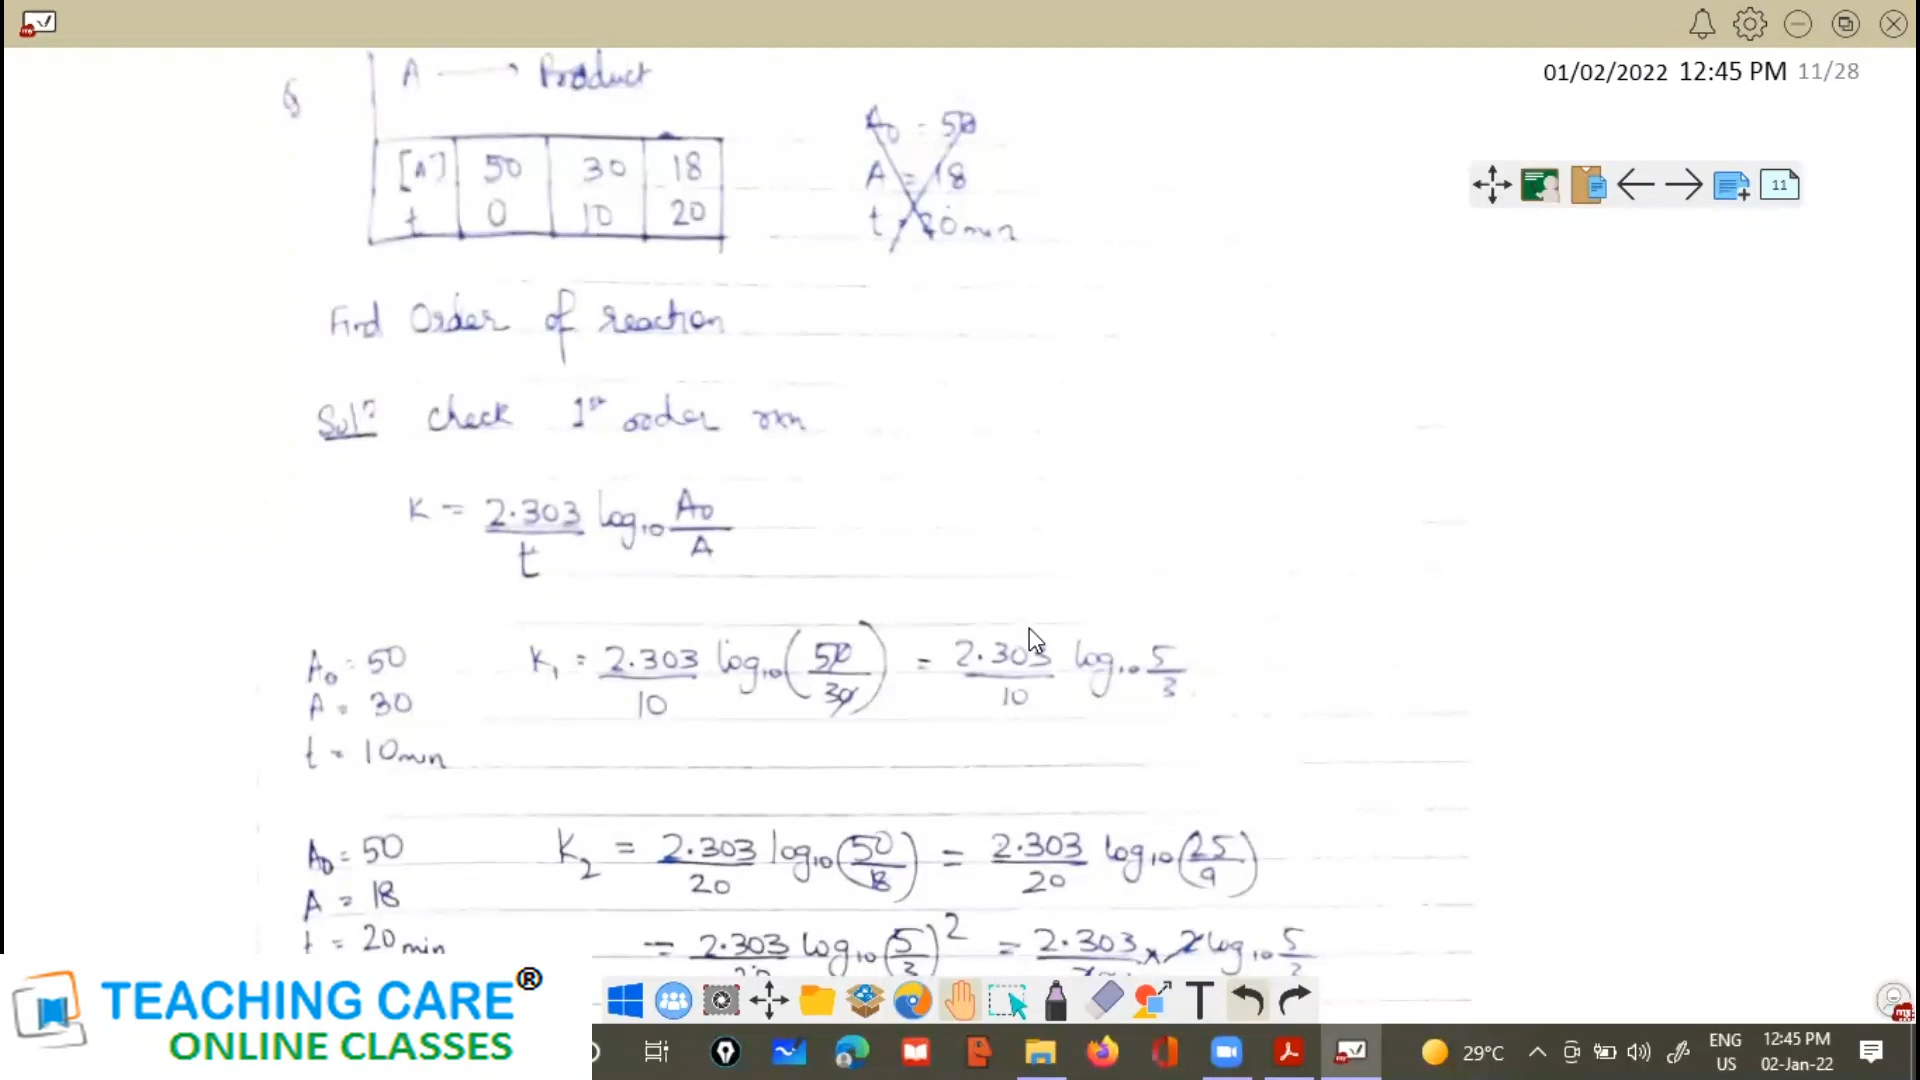 01/02/2022 12:45 PM 11/28
A → Product
[A] 50 30 18
t 0 10 20
A₀ = 50
A = 18
t = 20 min
11
Find Order of reaction
Solⁿ check 1st order rxn
K = 2.303/t log₁₀ A₀/A
A₀ = 50
A = 30
t = 10 min
K₁ = 2.303/10 log₁₀ (50/30) = 2.303/10 log₁₀ 5/3
A₀ = 50
A = 18
t = 20 min
K₂ = 2.303/20 log₁₀ (50/18) = 2.303/20 log₁₀ (25/9)
= 2.303/20 log₁₀ (5/3)² = 2.303 × 2 log₁₀ 5/3
TEACHING CARE®
ONLINE CLASSES
29°C
ENG
US
12:45 PM
02-Jan-22